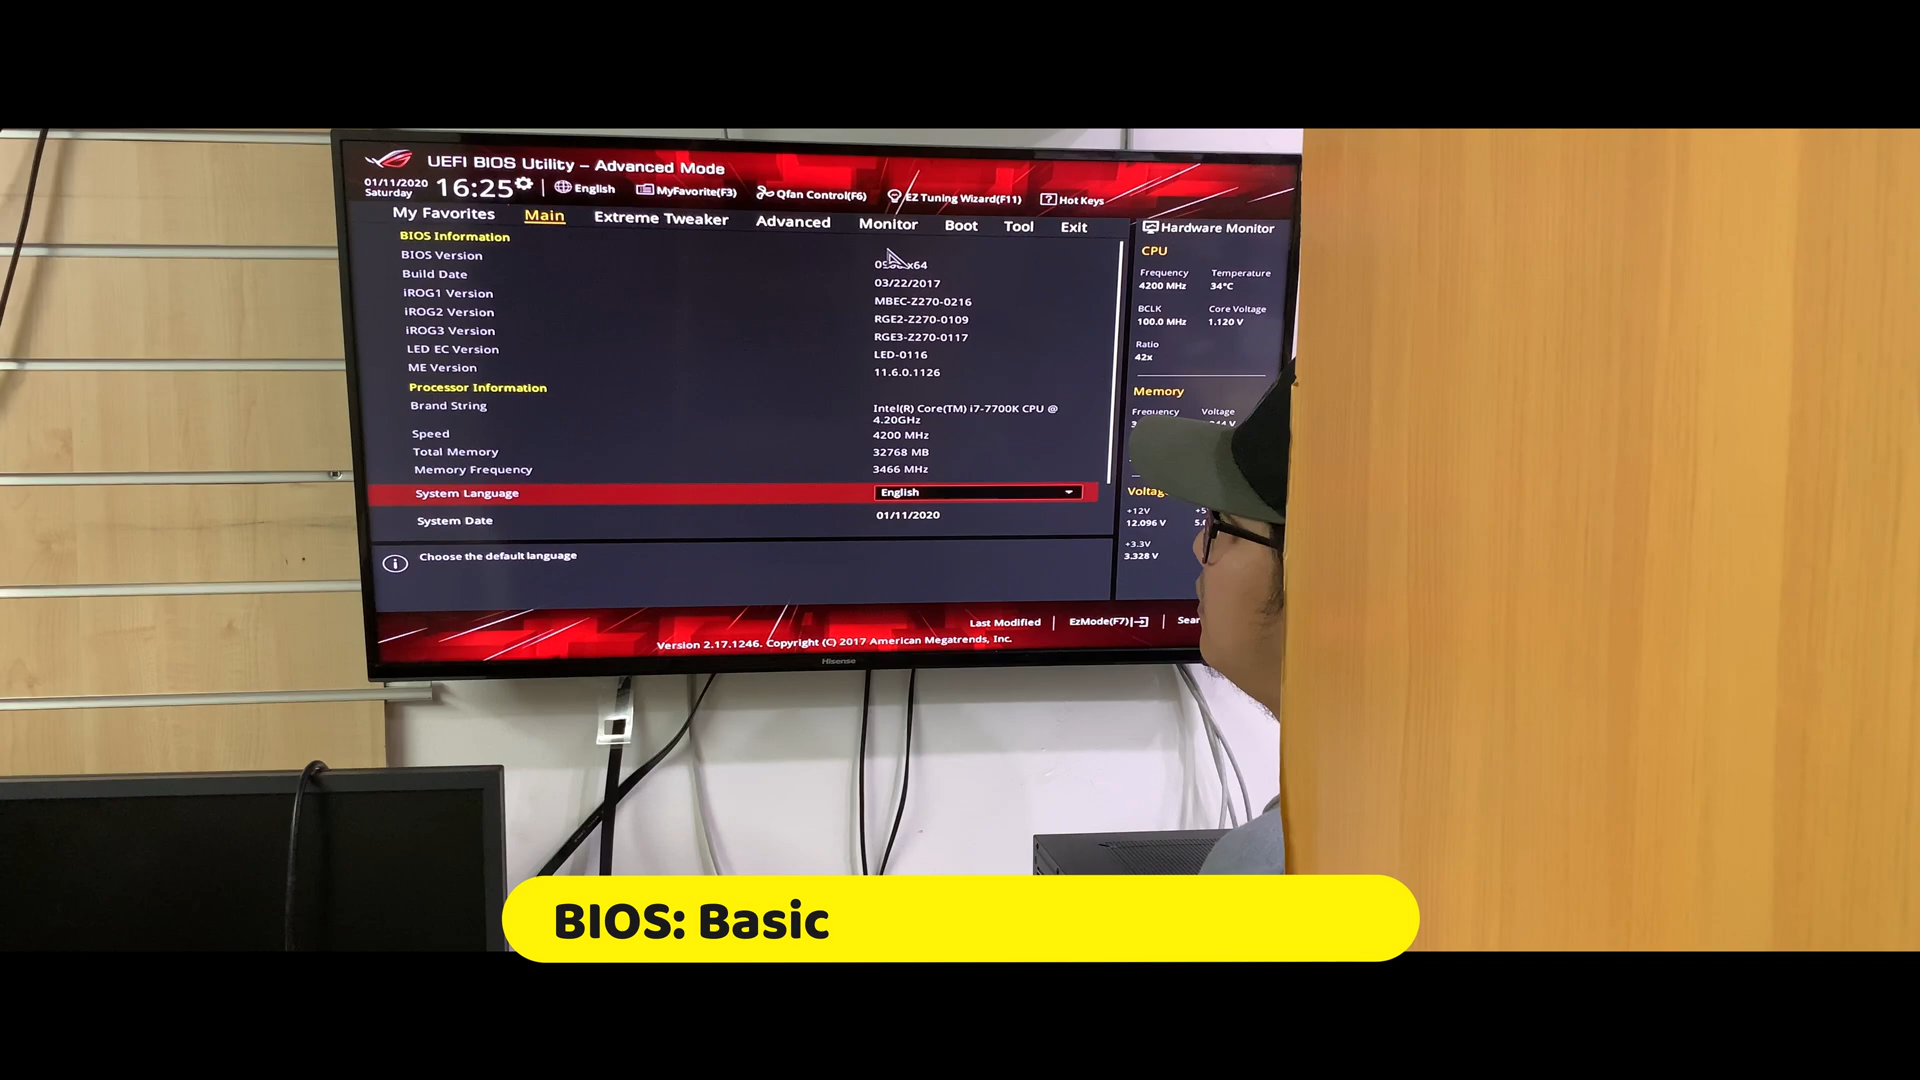 UEFI BIOS Utility – Advanced Mode
01/11/2020
Saturday
16:25
English
MyFavorite(F3)
Qfan Control(F6)
EZ Tuning Wizard(F11)
Hot Keys
My Favorites
Main
Extreme Tweaker
Advanced
Monitor
Boot
Tool
Exit
BIOS Information
BIOS Version
Build Date 03/22/2017
iROG1 Version MBEC-Z270-0216
iROG2 Version RGE2-Z270-0109
iROG3 Version RGE3-Z270-0117
LED EC Version LED-0116
ME Version 11.6.0.1126
Processor Information
Brand String Intel(R) Core(TM) i7-7700K CPU @
4.20GHz
Speed 4200 MHz
Total Memory 32768 MB
Memory Frequency 3466 MHz
System Language English
System Date 01/11/2020
Choose the default language
Hardware Monitor
CPU
Frequency Temperature
4200 MHz 34°C
BCLK Core Voltage
100.0 MHz 1.120 V
Ratio
42x
Memory
Frequency Voltage
+12V
12.096 V
+3.3V
3.328 V
Last Modified
EzMode(F7)
Version 2.17.1246. Copyright (C) 2017 American Megatrends, Inc.
Hisense
BIOS: Basic